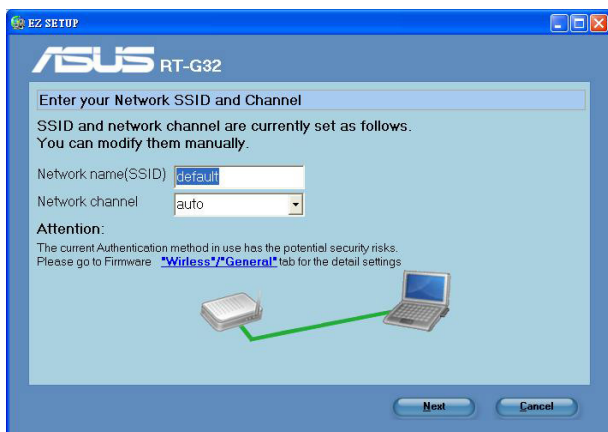 EZ SETUP
ASUS RT-G32
Enter your Network SSID and Channel
SSID and network channel are currently set as follows.
You can modify them manually.
Network name(SSID) default
Network channel auto
Attention:
The current Authentication method in use has the potential security risks.
Please go to Firmware "Wirless"/"General" tab for the detail settings
Next Cancel